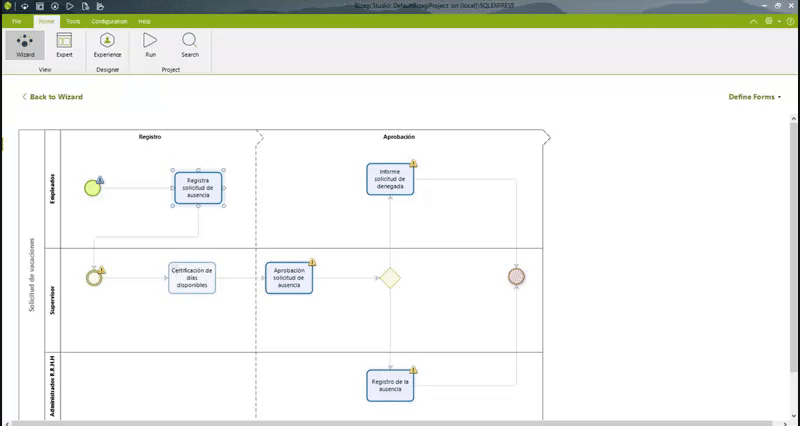 Bizagi Studio: DefaultBizagiProject on (local)\SQLEXPRESS
File Home Tools Configuration Help
Wizard Expert Experience Run Search
View Designer Project
Back to Wizard
Define Forms
Registro
Aprobación
Solicitud de vacaciones
Empleados
Registra
solicitud de
ausencia
Informe
solicitud de
denegada
Supervisor
Certificación de
días
disponibles
Aprobación
solicitud de
ausencia
Administrador R.R.H.H
Registro de la
ausencia